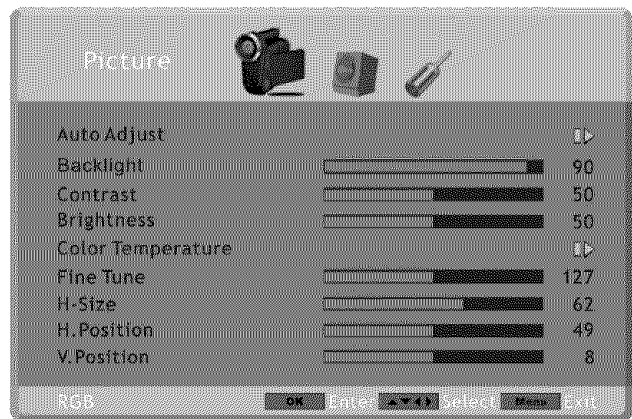 Picture
Auto Adjust
Backlight 90
Contrast 50
Brightness 50
Color Temperature
Fine Tune 127
H-Size 62
H.Position 49
V.Position 8
RGB OK Enter ▲▼◀▶ Select Menu Exit